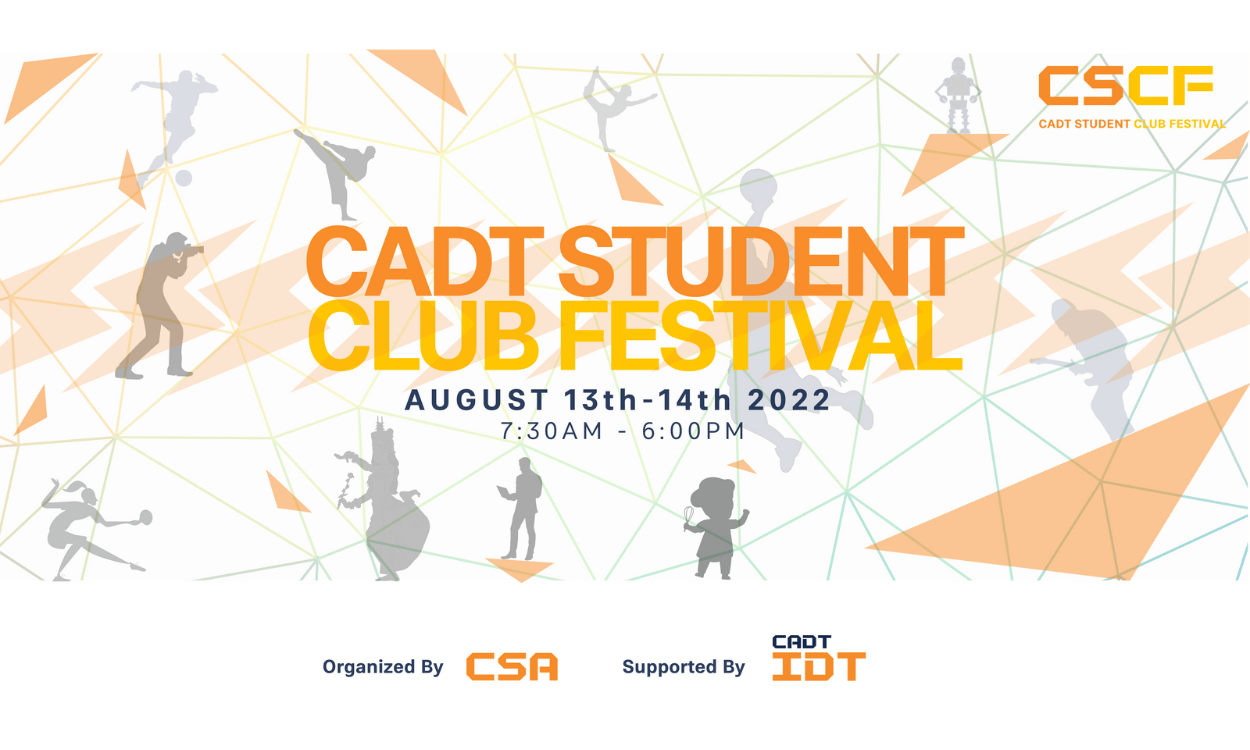 CSCF
CADT STUDENT CLUB FESTIVAL
CADT STUDENT
CLUB FESTIVAL
AUGUST 13th-14th 2022
7:30AM - 6:00PM
Organized By CSA
Supported By CADT
IDT